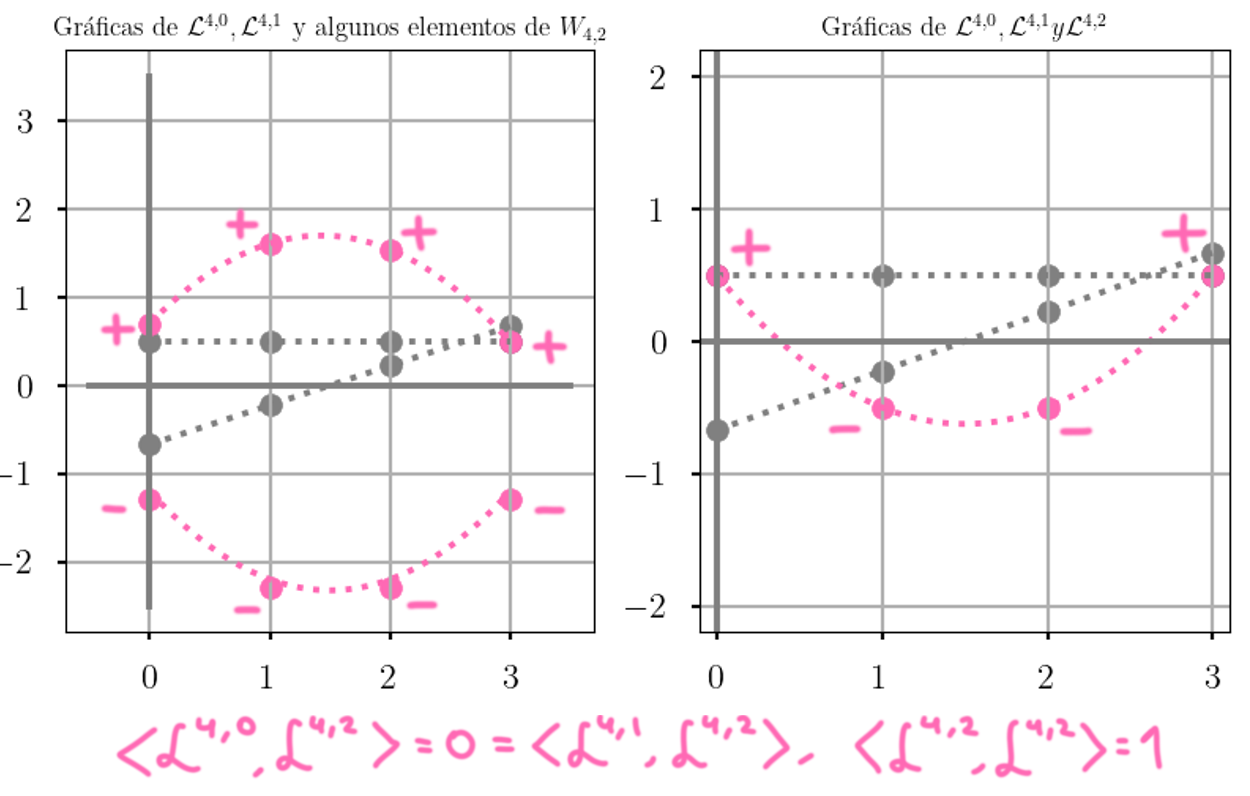 Gráficas de ℒ^{4,0}, ℒ^{4,1} y algunos elementos de W_{4,2}
3
2
1
0
−1
−2
0 1 2 3
+ + + +
− − − −
Gráficas de ℒ^{4,0}, ℒ^{4,1}yℒ^{4,2}
2
1
0
−1
−2
0 1 2 3
+ +
− −
<ℒ^{4,0}, ℒ^{4,2}> = 0 = <ℒ^{4,1}, ℒ^{4,2}>, <ℒ^{4,2}, ℒ^{4,2}> = 1